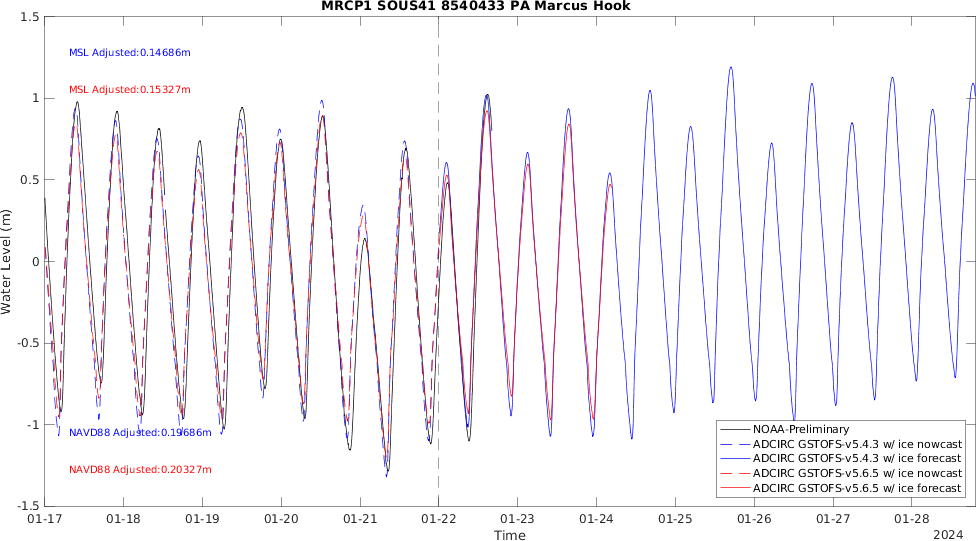 MRCP1 SOUS41 8540433 PA Marcus Hook
1.5
1
0.5
0
-0.5
-1
-1.5
Water Level (m)
MSL Adjusted:0.14686m
MSL Adjusted:0.15327m
NAVD88 Adjusted:0.19686m
NAVD88 Adjusted:0.20327m
NOAA-Preliminary
ADCIRC GSTOFS-v5.4.3 w/ ice nowcast
ADCIRC GSTOFS-v5.4.3 w/ ice forecast
ADCIRC GSTOFS-v5.6.5 w/ ice nowcast
ADCIRC GSTOFS-v5.6.5 w/ ice forecast
01-17 01-18 01-19 01-20 01-21 01-22 01-23 01-24 01-25 01-26 01-27 01-28
Time
2024